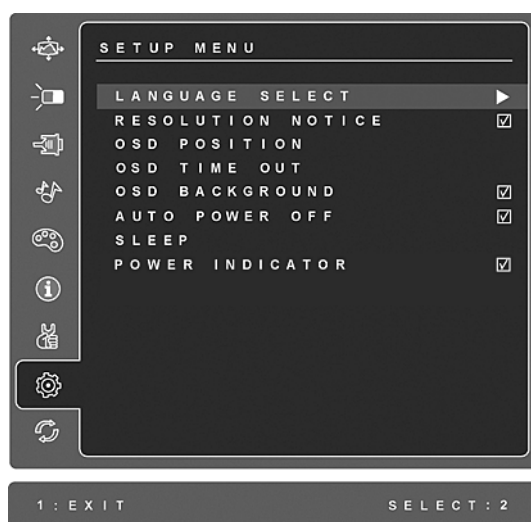 SETUP MENU
LANGUAGE SELECT
RESOLUTION NOTICE
OSD POSITION
OSD TIME OUT
OSD BACKGROUND
AUTO POWER OFF
SLEEP
POWER INDICATOR
1:EXIT SELECT:2